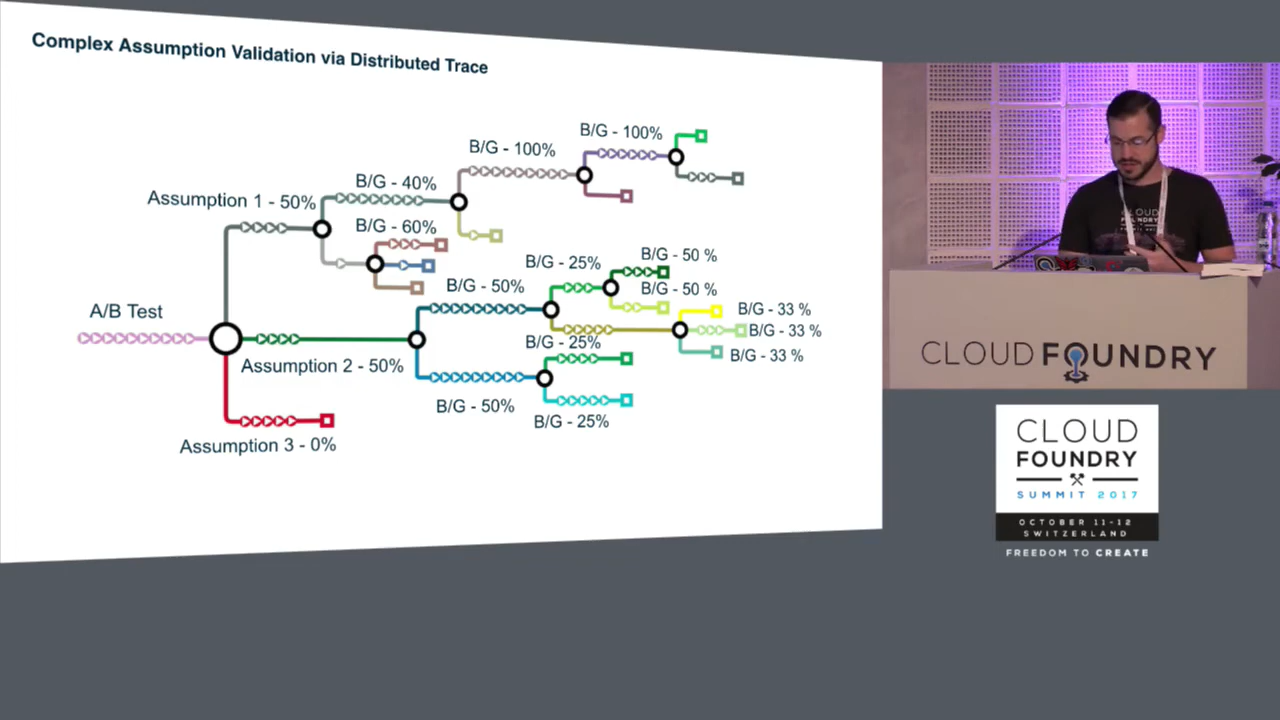 Complex Assumption Validation via Distributed Trace
B/G - 100%
B/G - 100%
B/G - 40%
Assumption 1 - 50%
B/G - 60%
B/G - 50 %
B/G - 25%
B/G - 50%
B/G - 50 %
A/B Test
B/G - 33 %
B/G - 33 %
B/G - 25%
B/G - 33 %
Assumption 2 - 50%
B/G - 50%
B/G - 25%
Assumption 3 - 0%
CLOUD
FOUNDRY
CLOUD FOUNDRY
CLOUD
FOUNDRY
SUMMIT 2017
OCTOBER 11-12
SWITZERLAND
FREEDOM TO CREATE